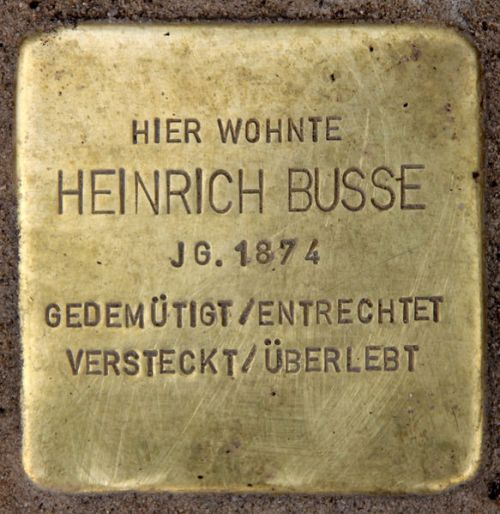 HIER WOHNTE
HEINRICH BUSSE
JG. 1874
GEDEMÜTIGT/ENTRECHTET
VERSTECKT/ÜBERLEBT